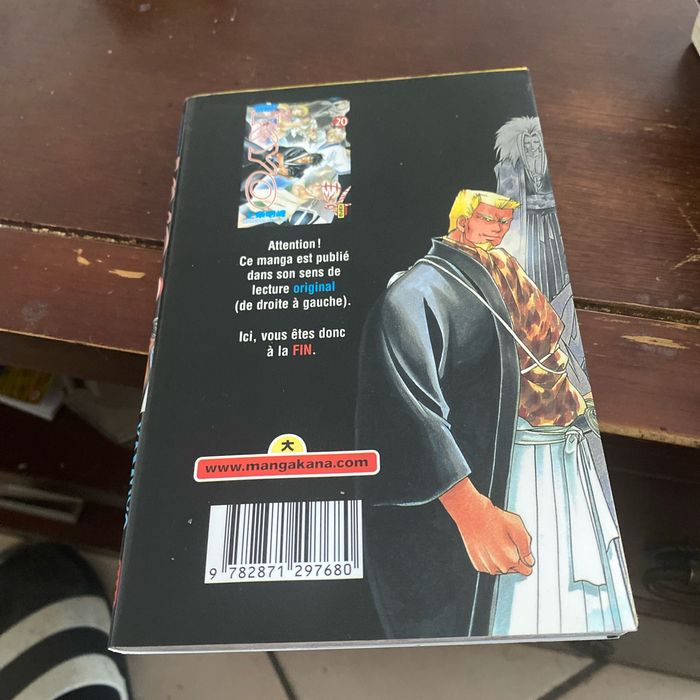 20
KYO
Attention !
Ce manga est publié
dans son sens de
lecture original
(de droite à gauche).
Ici, vous êtes donc
à la FIN.
大
www.mangakana.com
9 782871 297680